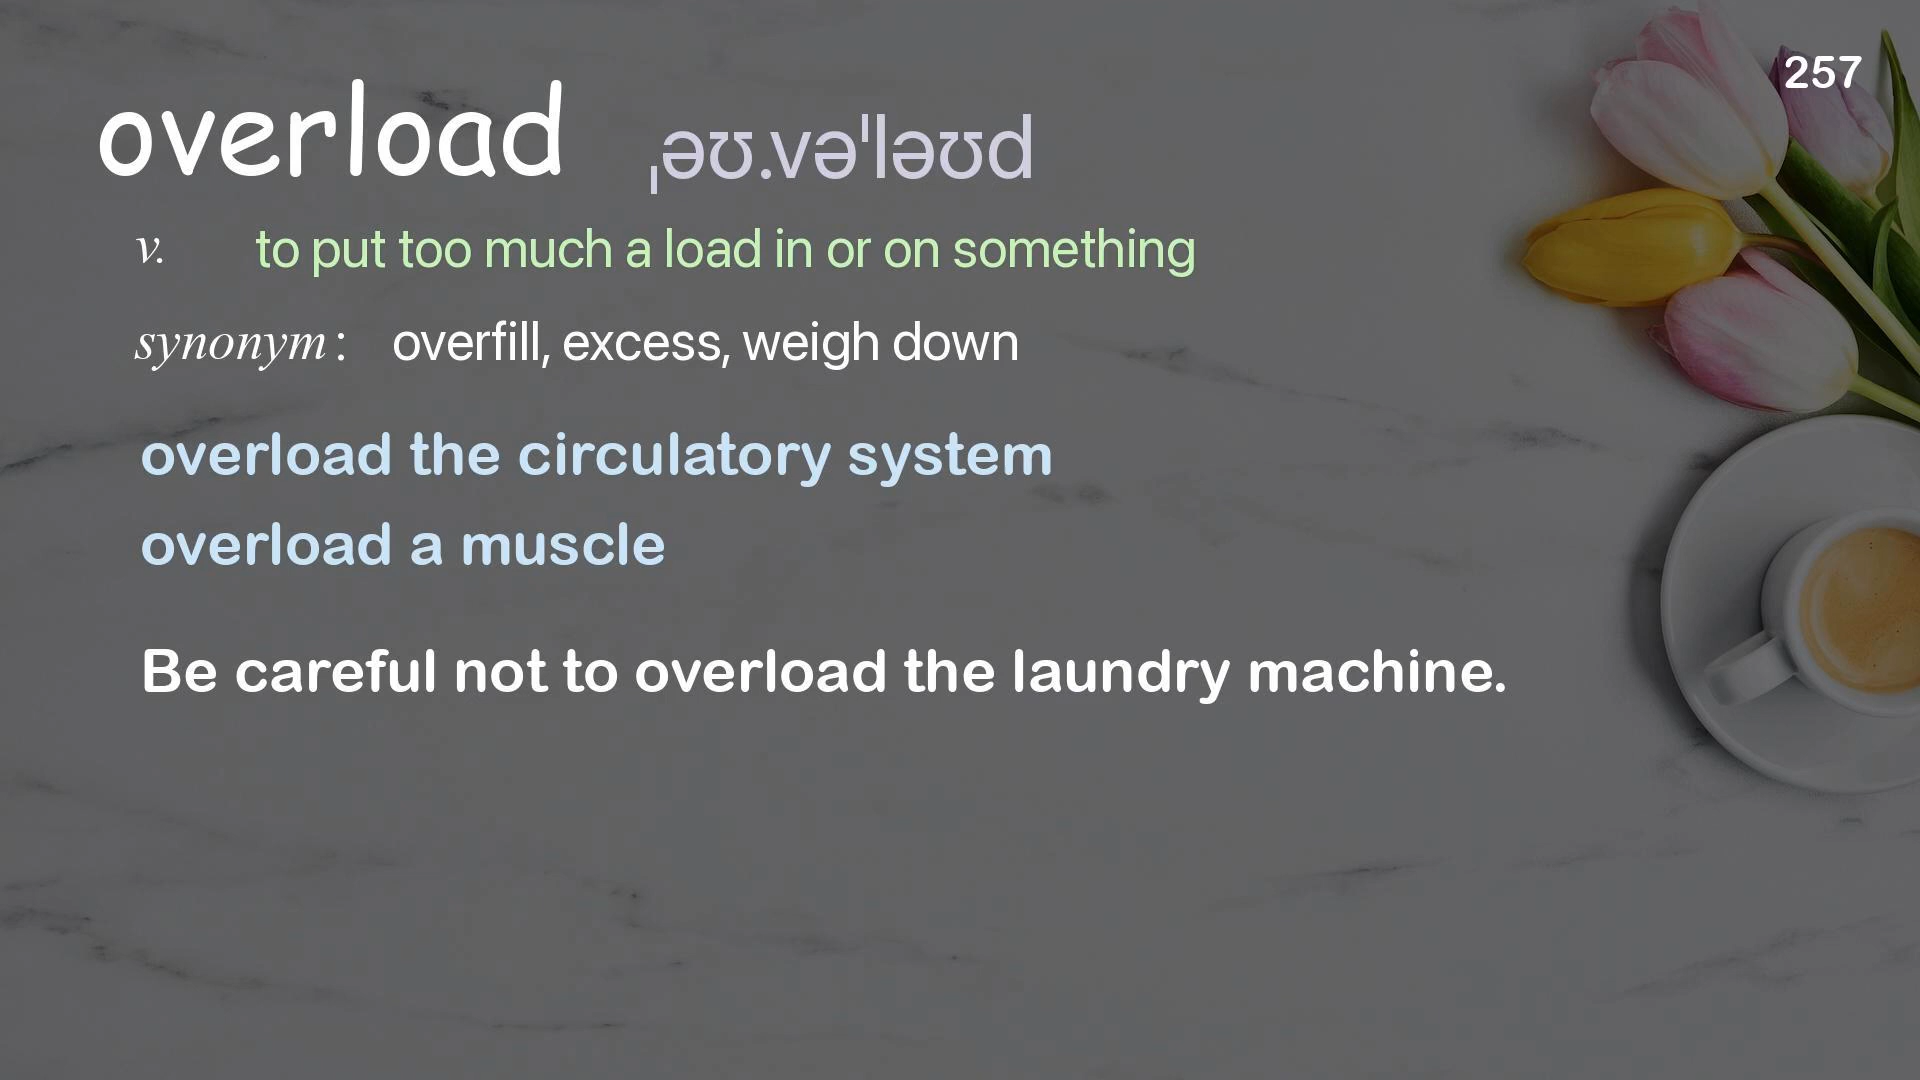 257
overload ˌəʊ.vəˈləʊd
v. to put too much a load in or on something
synonym: overfill, excess, weigh down
overload the circulatory system
overload a muscle
Be careful not to overload the laundry machine.